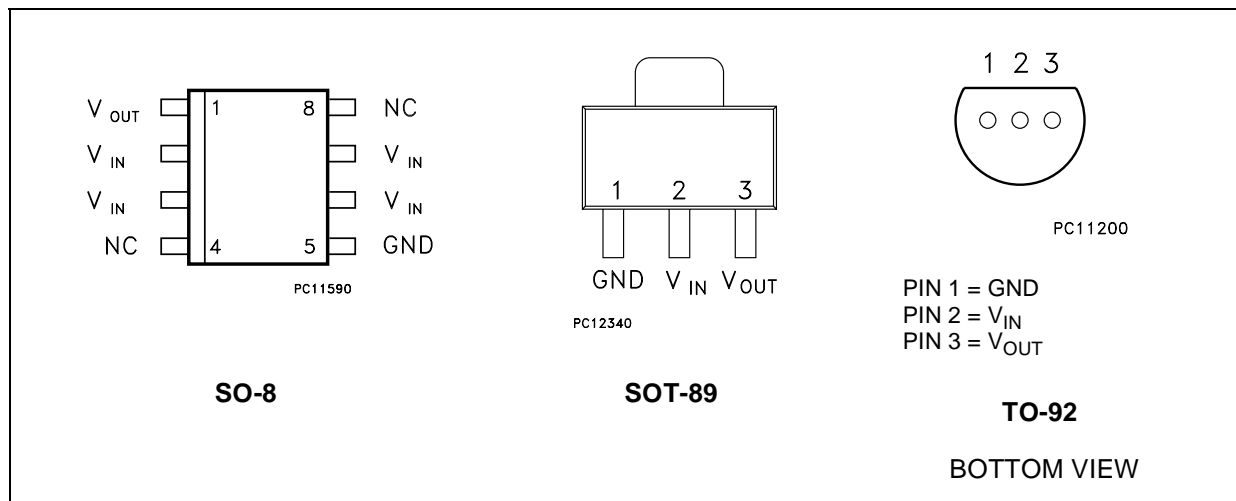 V OUT 1 8 NC
V IN V IN
V IN V IN
NC 4 5 GND
PC11590
SO-8
1 2 3
GND V IN V OUT
PC12340
SOT-89
1 2 3
PC11200
PIN 1 = GND
PIN 2 = VIN
PIN 3 = VOUT
TO-92
BOTTOM VIEW